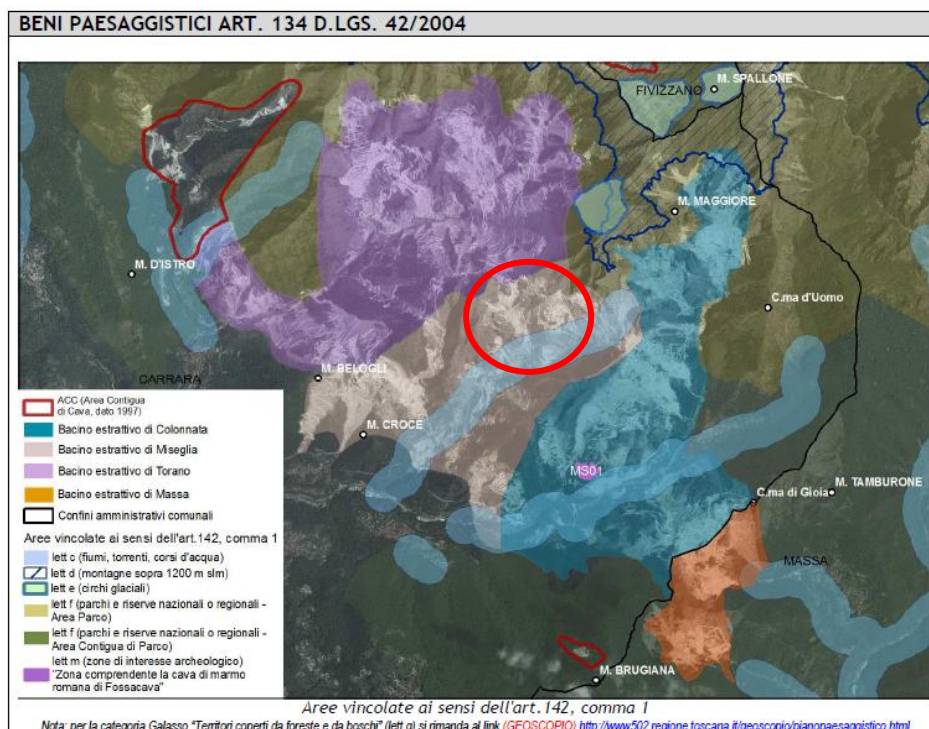 BENI PAESAGGISTICI ART. 134 D.LGS. 42/2004
M. SPALLONE
FIVIZZANO
M. MAGGIORE
M. D'ISTRO
C.ma d'Uomo
M. BELOGLI
CARRARA
M. CROCE
MS01
C.ma di Gioia
M. TAMBURONE
MASSA
M. BRUGIANA
ACC (Area Contigua
di Cava, dato 1997)
Bacino estrattivo di Colonnata
Bacino estrattivo di Miseglia
Bacino estrattivo di Torano
Bacino estrattivo di Massa
Confini amministrativi comunali
Aree vincolate ai sensi dell'art.142, comma 1
lett c (fiumi, torrenti, corsi d'acqua)
lett d (montagne sopra 1200 m slm)
lett e (circhi glaciali)
lett f (parchi e riserve nazionali o regionali -
Area Parco)
lett f (parchi e riserve nazionali o regionali -
Area Contigua di Parco)
lett m (zone di interesse archeologico)
"Zona comprendente la cava di marmo
romana di Fossacava"
Aree vincolate ai sensi dell'art.142, comma 1
Nota: per la categoria Galasso "Territori coperti da foreste e da boschi" (lett g) si rimanda al link (GEOSCOPIO) http://www502.regione.toscana.it/geoscopio/pianopaesaggistico.html